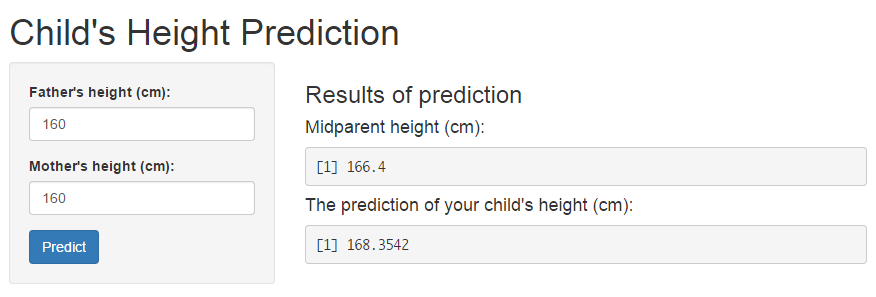 Child's Height Prediction
Father's height (cm):
160
Mother's height (cm):
160
Predict
Results of prediction
Midparent height (cm):
[1] 166.4
The prediction of your child's height (cm):
[1] 168.3542